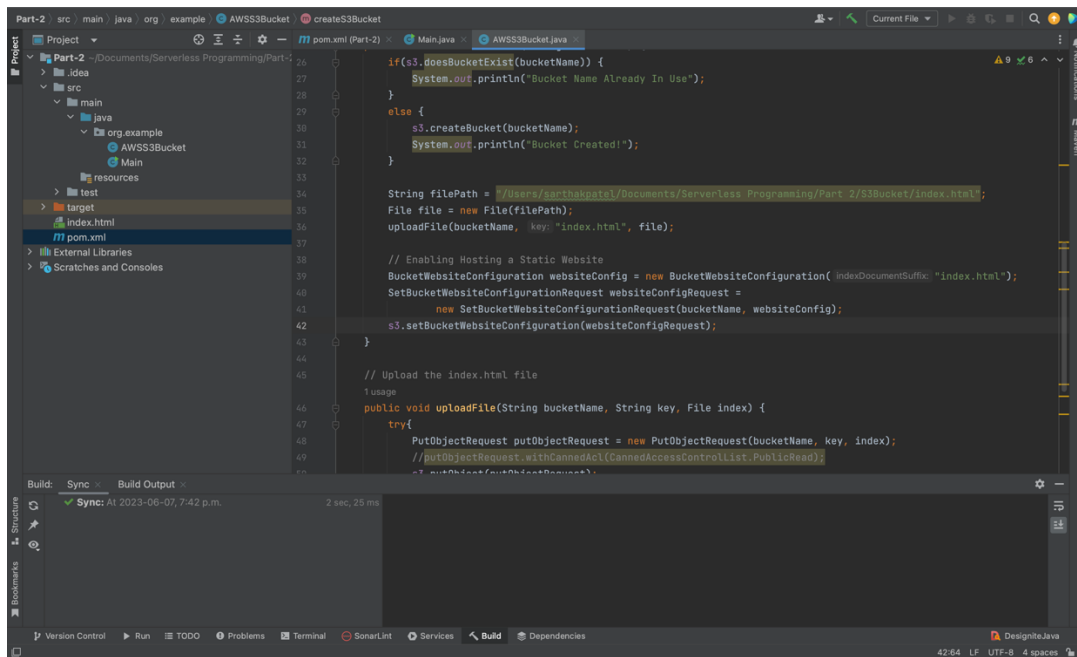 Part-2 src main java org example AWSS3Bucket createS3Bucket Current File
Project pom.xml (Part-2) Main.java AWSS3Bucket.java
Project
Part-2 ~/Documents/Serverless Programming/Part-2
.idea
src
main
java
org.example
AWSS3Bucket
Main
resources
test
target
index.html
pom.xml
External Libraries
Scratches and Consoles
9 6
26 if(s3.doesBucketExist(bucketName)) {
27 System.out.println("Bucket Name Already In Use");
28 }
29 else {
30 s3.createBucket(bucketName);
31 System.out.println("Bucket Created!");
32 }
33
34 String filePath = "/Users/sarthakpatel/Documents/Serverless Programming/Part 2/S3Bucket/index.html";
35 File file = new File(filePath);
36 uploadFile(bucketName, key: "index.html", file);
37
38 // Enabling Hosting a Static Website
39 BucketWebsiteConfiguration websiteConfig = new BucketWebsiteConfiguration( indexDocumentSuffix: "index.html");
40 SetBucketWebsiteConfigurationRequest websiteConfigRequest =
41 new SetBucketWebsiteConfigurationRequest(bucketName, websiteConfig);
42 s3.setBucketWebsiteConfiguration(websiteConfigRequest);
43 }
44
45 // Upload the index.html file
1 usage
46 public void uploadFile(String bucketName, String key, File index) {
47 try{
48 PutObjectRequest putObjectRequest = new PutObjectRequest(bucketName, key, index);
49 //putObjectRequest.withCannedAcl(CannedAccessControlList.PublicRead);
s3.putObject(putObjectRequest);
Notifications
Build: Sync Build Output
Sync: At 2023-06-07, 7:42 p.m. 2 sec, 25 ms
Structure
Bookmarks
Version Control Run TODO Problems Terminal SonarLint Services Build Dependencies DesigniteJava
42:64 LF UTF-8 4 spaces